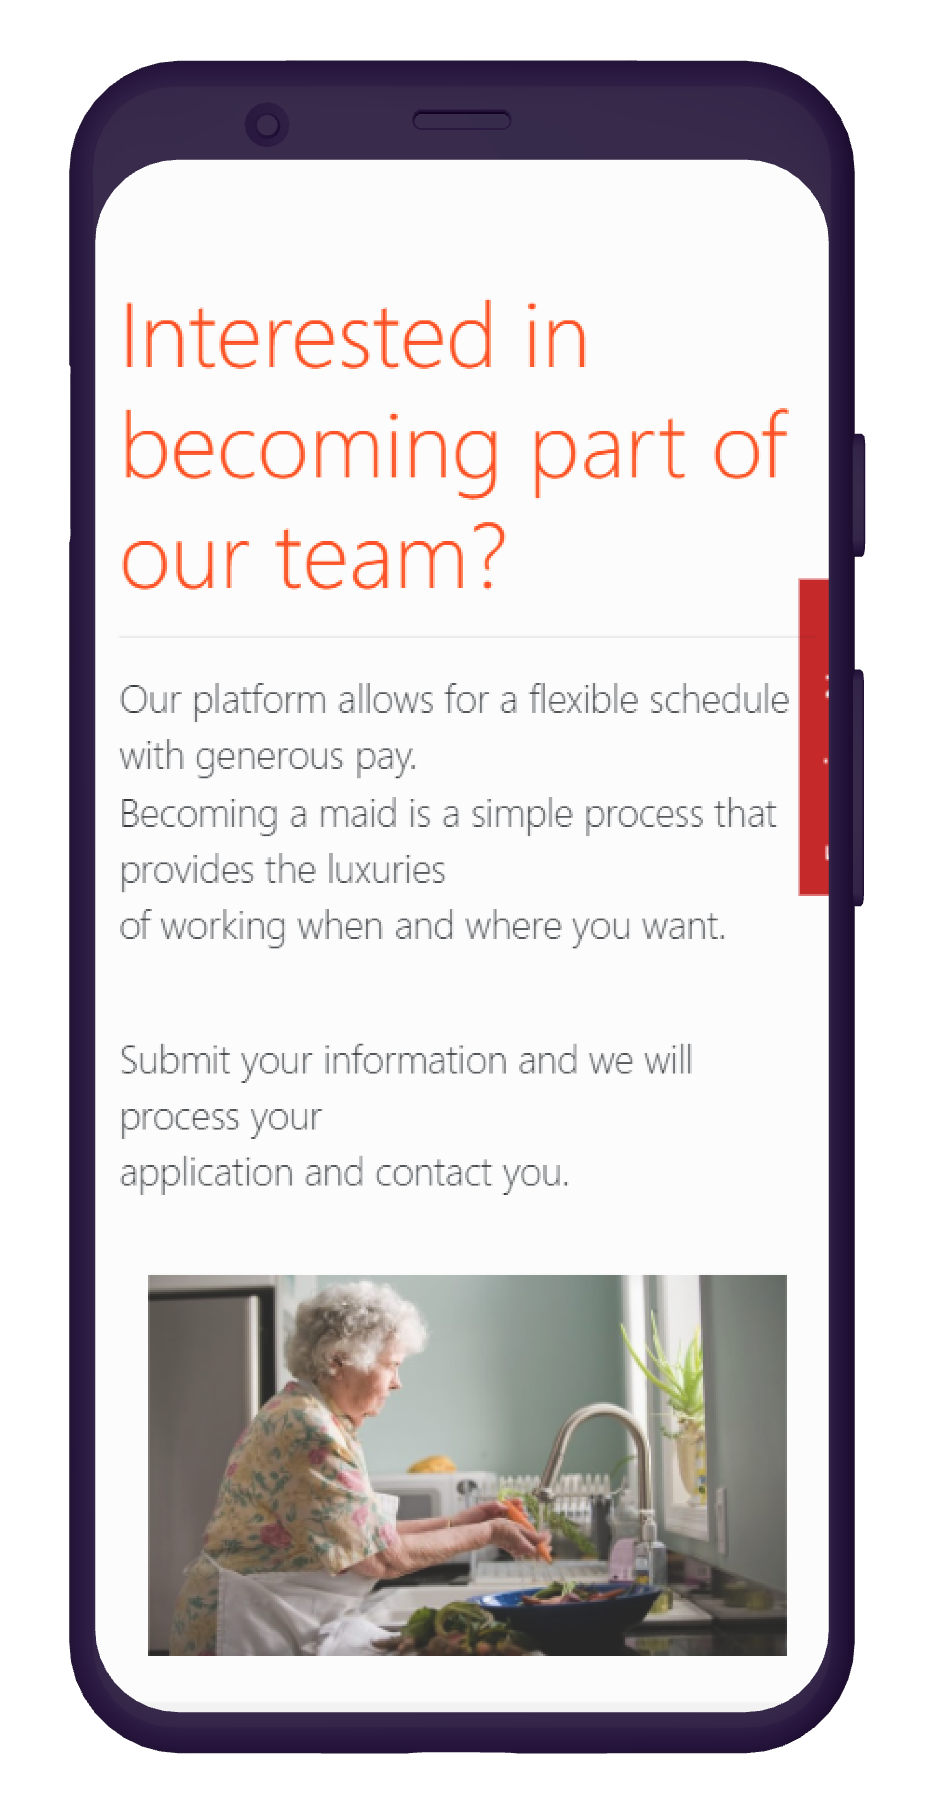 Interested in
becoming part of
our team?
Our platform allows for a flexible schedule
with generous pay.
Becoming a maid is a simple process that
provides the luxuries
of working when and where you want.
Submit your information and we will
process your
application and contact you.